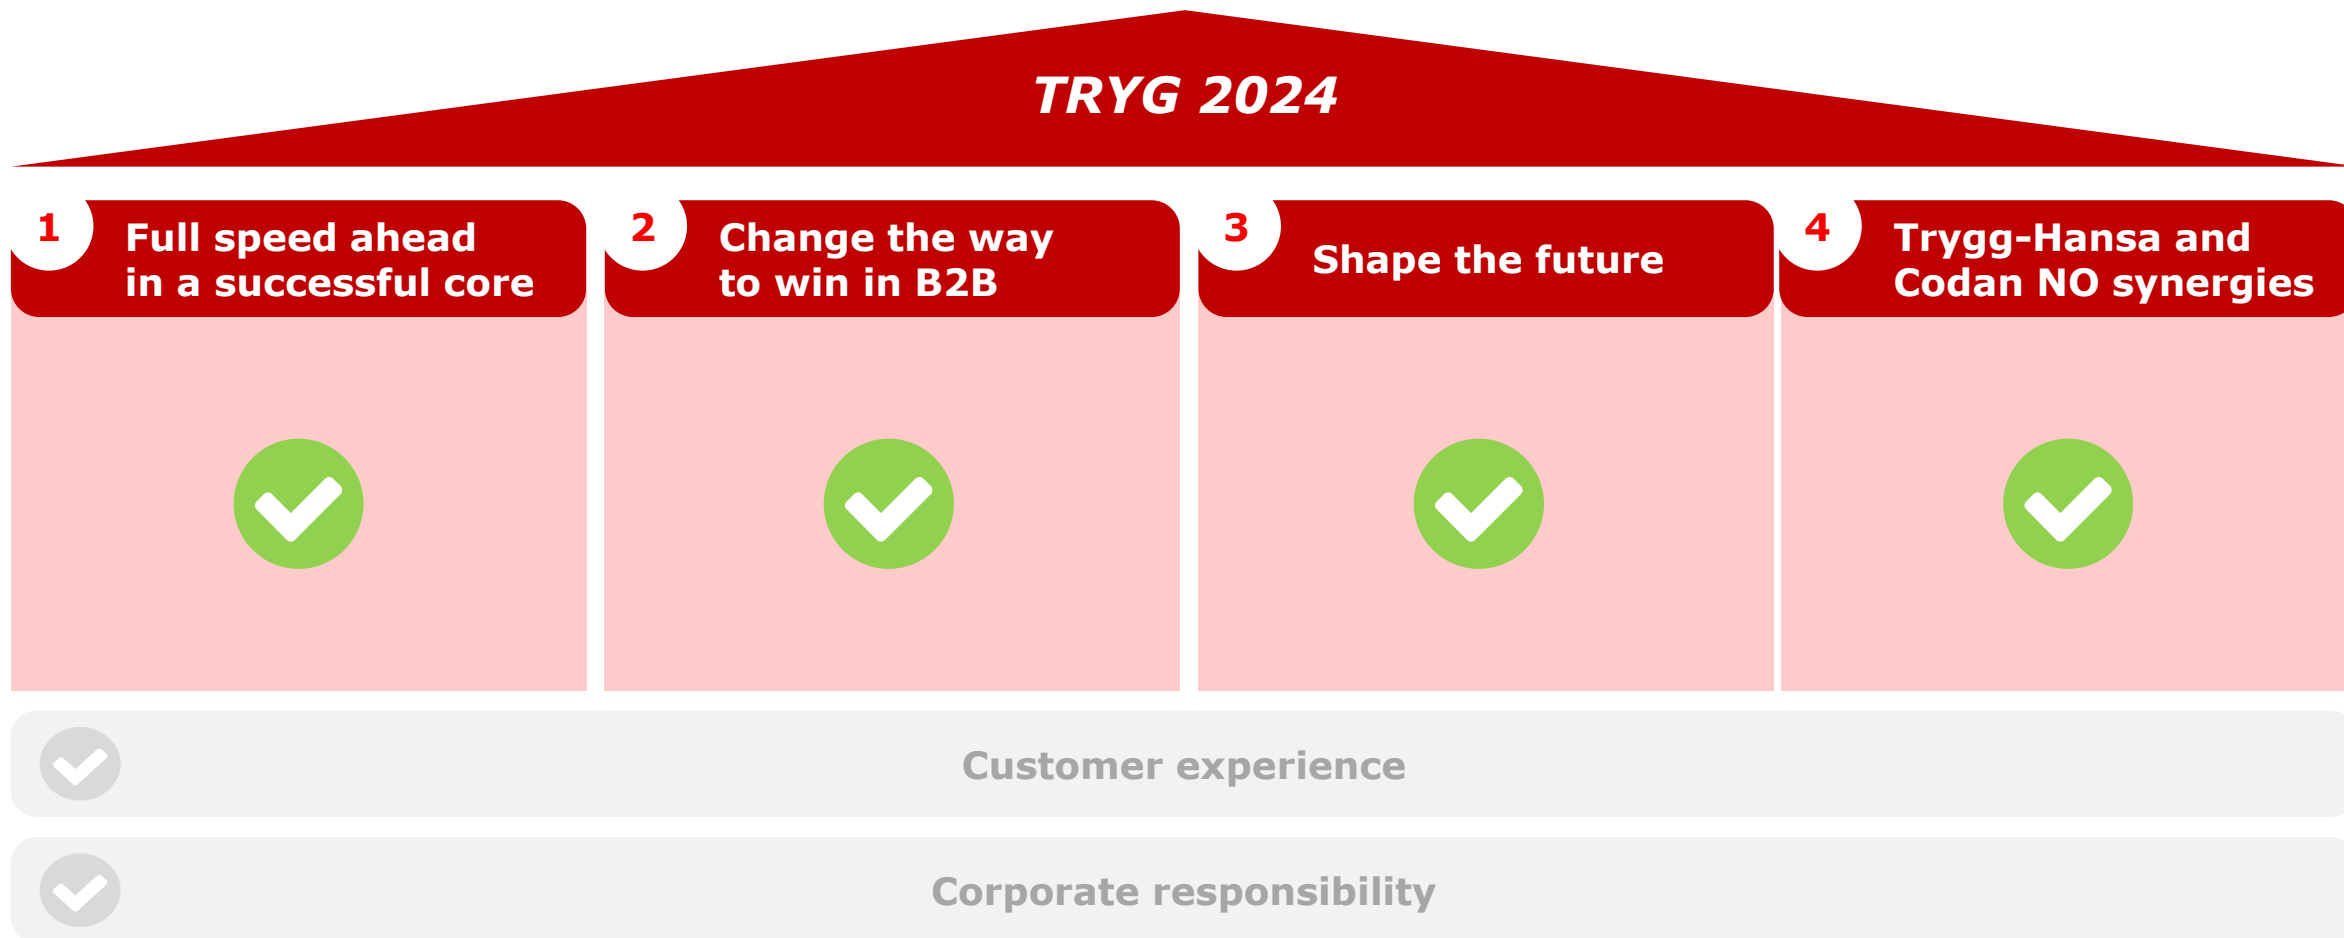 TRYG 2024
1
Full speed ahead
in a successful core
2
Change the way
to win in B2B
3
Shape the future
4
Trygg-Hansa and
Codan NO synergies
Customer experience
Corporate responsibility